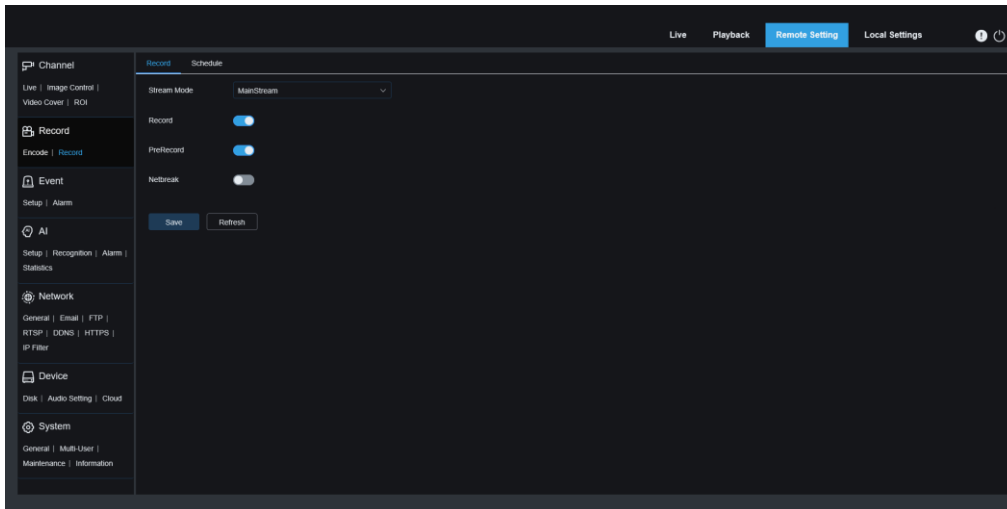 Live Playback Remote Setting Local Settings
Channel
Live | Image Control |
Video Cover | ROI
Record
Encode | Record
Event
Setup | Alarm
AI
Setup | Recognition | Alarm |
Statistics
Network
General | Email | FTP |
RTSP | DDNS | HTTPS |
IP Filter
Device
Disk | Audio Setting | Cloud
System
General | Multi-User |
Maintenance | Information
Record Schedule
Stream Mode MainStream
Record
PreRecord
Netbreak
Save Refresh